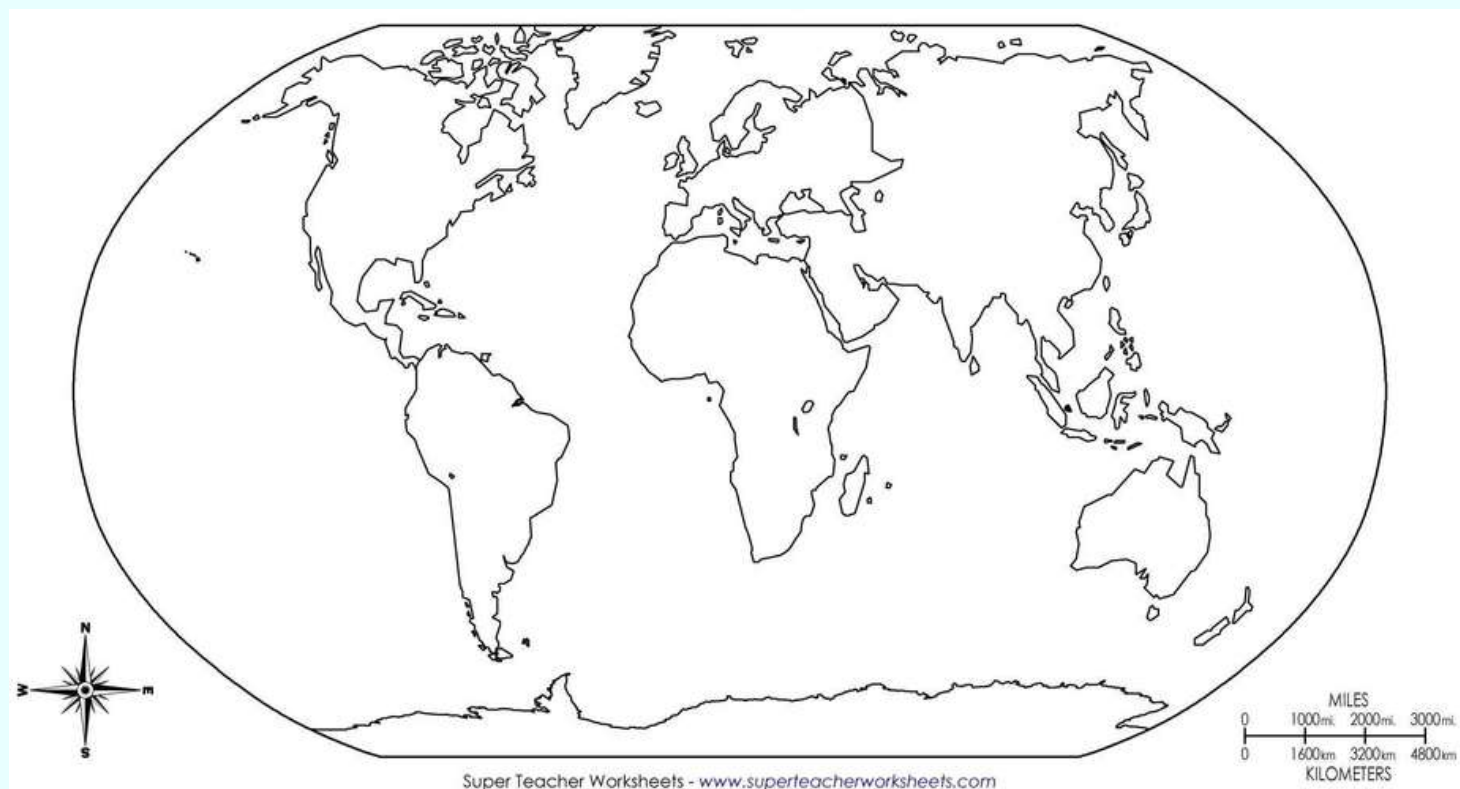 N
W E
S
MILES
0 1000mi. 2000mi. 3000mi.
0 1600km 3200km 4800km
KILOMETERS
Super Teacher Worksheets - www.superteacherworksheets.com